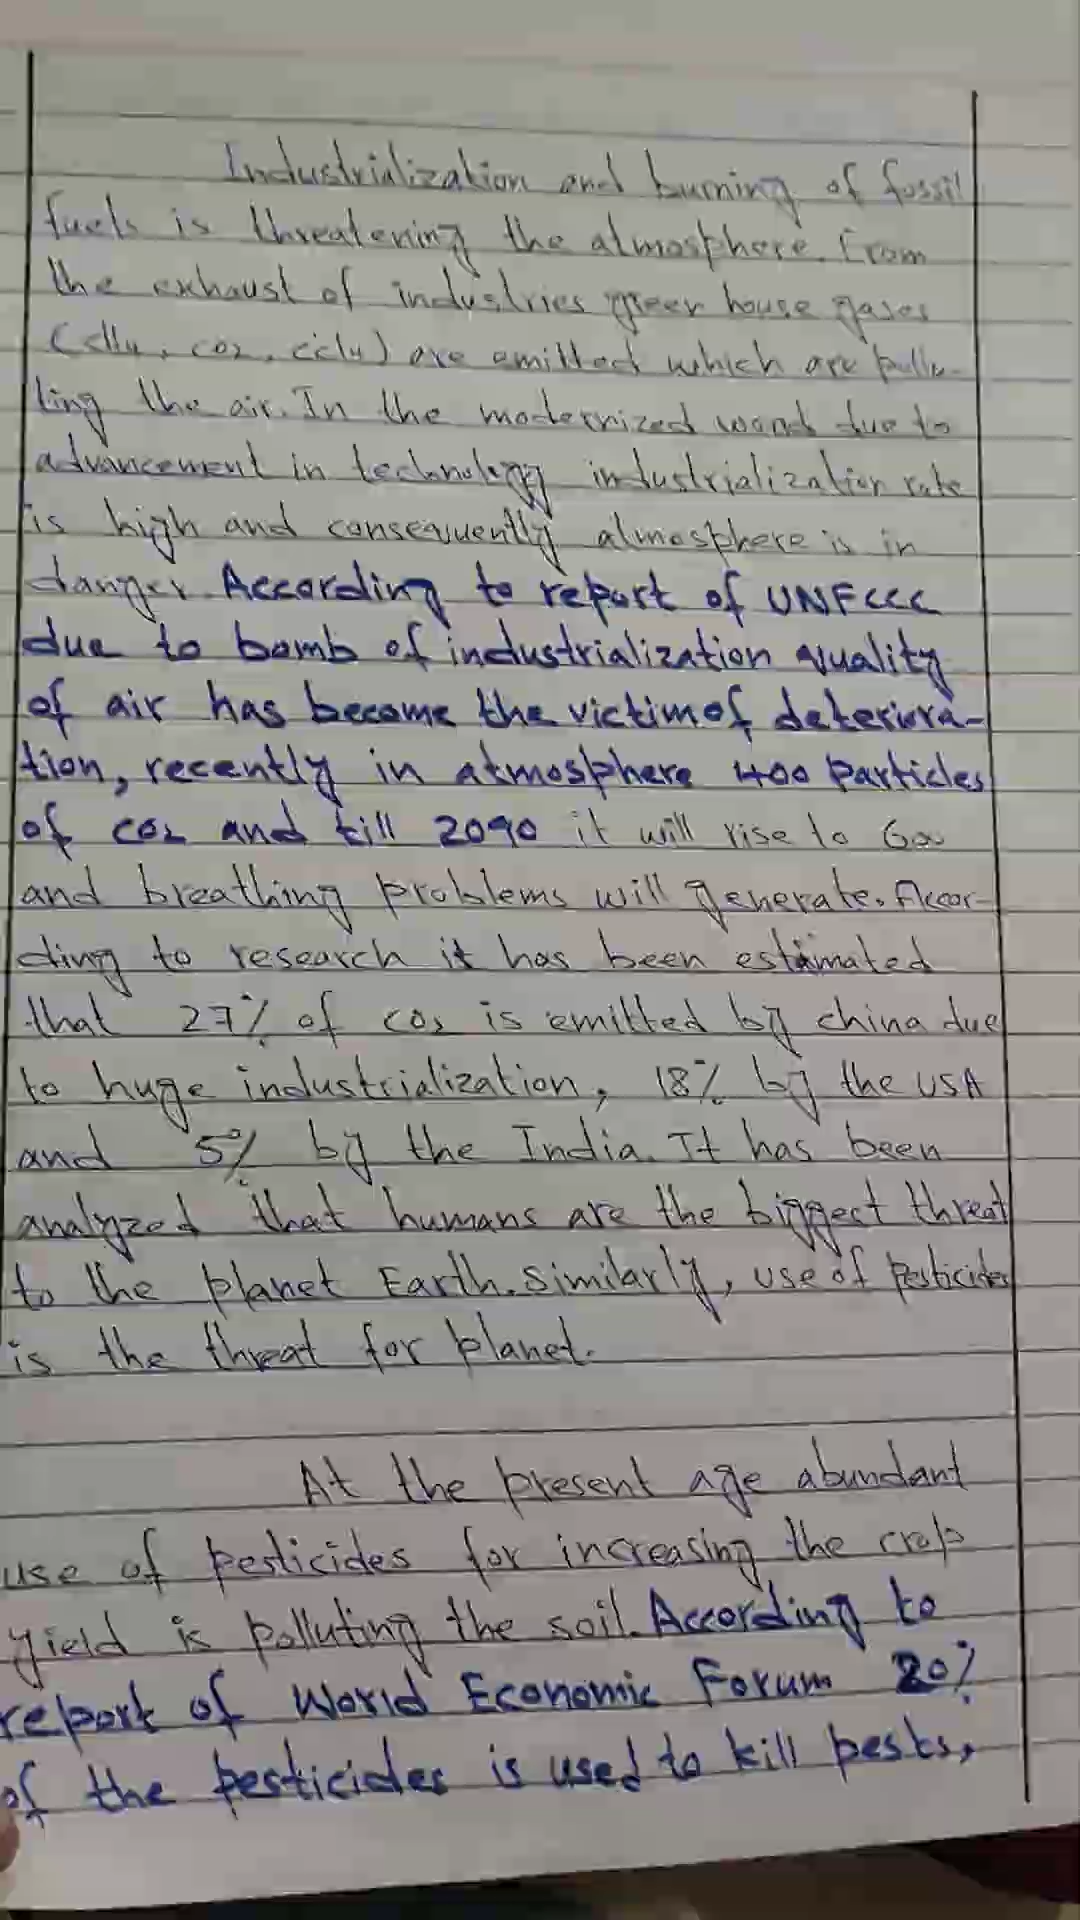 Industrialization and burning of fossil
fuels is threatening the atmosphere. From
the exhaust of industries green house gases
(CH4, CO2, CCl4) are emitted which are pollu-
ting the air. In the modernized world due to
advancement in technology industrialization rate
is high and consequently atmosphere is in
danger. According to report of UNFCCC
due to bomb of industrialization quality
of air has become the victim of deteriora-
tion, recently in atmosphere 400 particles
of CO2 and till 2090 it will rise to 600
and breathing problems will generate. Accor-
ding to research it has been estimated
that 27% of CO2 is emitted by china due
to huge industrialization, 18% by the USA
and 5% by the India. It has been
analyzed that humans are the biggest threat
to the planet Earth. Similarly, use of pesticides
is the threat for planet.
At the present age abundant
use of pesticides for increasing the crop
yield is polluting the soil. According to
report of World Economic Forum 20%
of the pesticides is used to kill pests,